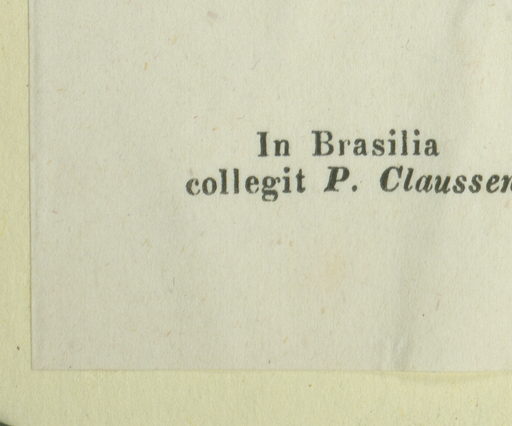 In Brasilia
collegit P. Claussen